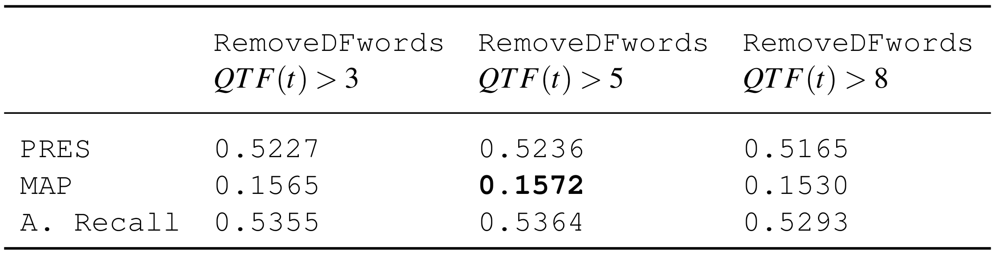 RemoveDFwords RemoveDFwords RemoveDFwords
QTF(t) > 3 QTF(t) > 5 QTF(t) > 8
PRES 0.5227 0.5236 0.5165
MAP 0.1565 0.1572 0.1530
A. Recall 0.5355 0.5364 0.5293